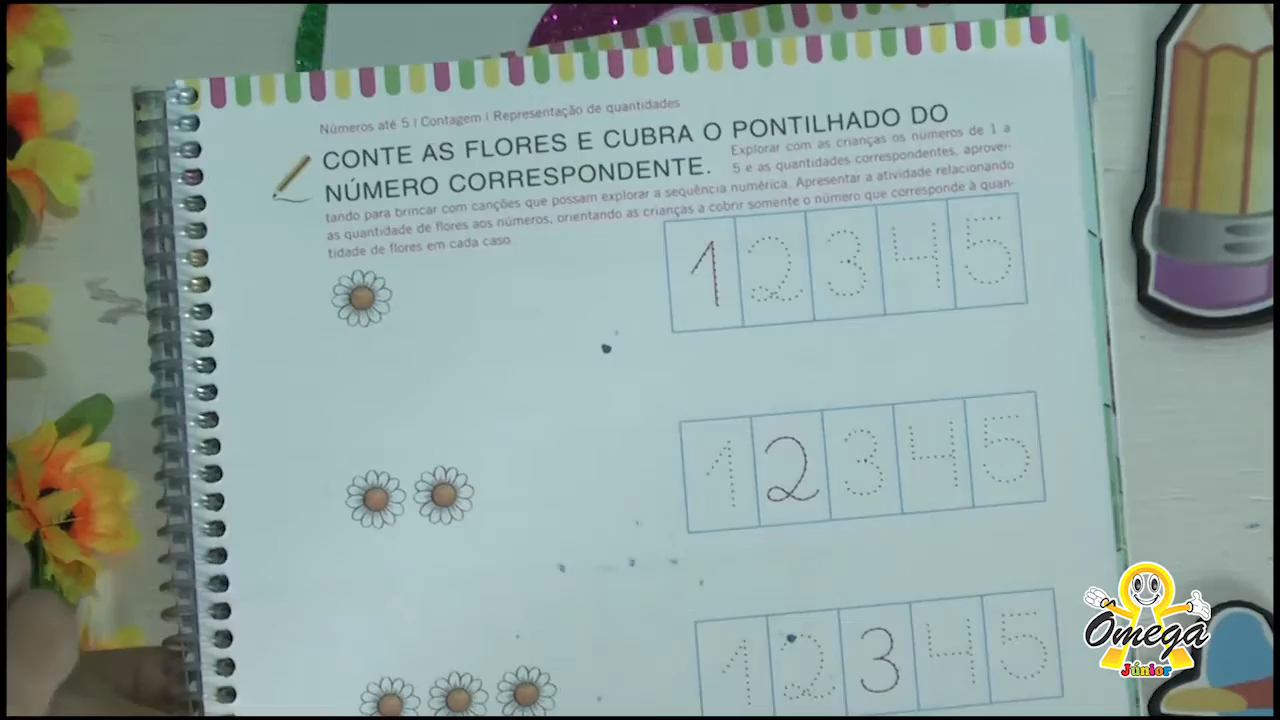 Números até 5 | Contagem | Representação de quantidades
CONTE AS FLORES E CUBRA O PONTILHADO DO
NÚMERO CORRESPONDENTE. Explorar com as crianças os números de 1 a
5 e as quantidades correspondentes, aprovei-
tando para brincar com canções que possam explorar a sequência numérica. Apresentar a atividade relacionando
as quantidade de flores aos números, orientando as crianças a cobrir somente o número que corresponde à quan-
tidade de flores em cada caso
1 2 3 4 5
1 2 3 4 5
1 2 3 4 5
Omega
Júnior